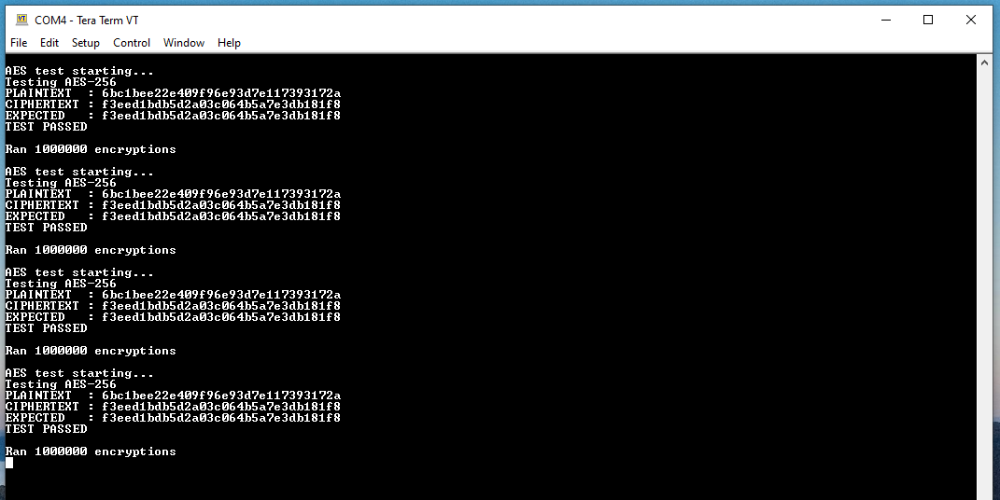 COM4 - Tera Term VT
File Edit Setup Control Window Help
AES test starting...
Testing AES-256
PLAINTEXT  : 6bc1bee22e409f96e93d7e117393172a
CIPHERTEXT : f3eed1bdb5d2a03c064b5a7e3db181f8
EXPECTED   : f3eed1bdb5d2a03c064b5a7e3db181f8
TEST PASSED
Ran 1000000 encryptions
AES test starting...
Testing AES-256
PLAINTEXT  : 6bc1bee22e409f96e93d7e117393172a
CIPHERTEXT : f3eed1bdb5d2a03c064b5a7e3db181f8
EXPECTED   : f3eed1bdb5d2a03c064b5a7e3db181f8
TEST PASSED
Ran 1000000 encryptions
AES test starting...
Testing AES-256
PLAINTEXT  : 6bc1bee22e409f96e93d7e117393172a
CIPHERTEXT : f3eed1bdb5d2a03c064b5a7e3db181f8
EXPECTED   : f3eed1bdb5d2a03c064b5a7e3db181f8
TEST PASSED
Ran 1000000 encryptions
AES test starting...
Testing AES-256
PLAINTEXT  : 6bc1bee22e409f96e93d7e117393172a
CIPHERTEXT : f3eed1bdb5d2a03c064b5a7e3db181f8
EXPECTED   : f3eed1bdb5d2a03c064b5a7e3db181f8
TEST PASSED
Ran 1000000 encryptions